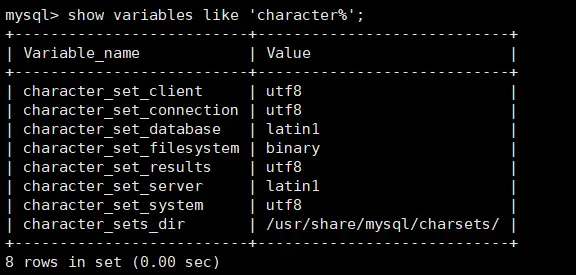 mysql> show variables like 'character%';
+--------------------------+----------------------------+
| Variable_name            | Value                      |
+--------------------------+----------------------------+
| character_set_client     | utf8                       |
| character_set_connection | utf8                       |
| character_set_database   | latin1                     |
| character_set_filesystem | binary                     |
| character_set_results    | utf8                       |
| character_set_server     | latin1                     |
| character_set_system     | utf8                       |
| character_sets_dir       | /usr/share/mysql/charsets/ |
+--------------------------+----------------------------+
8 rows in set (0.00 sec)